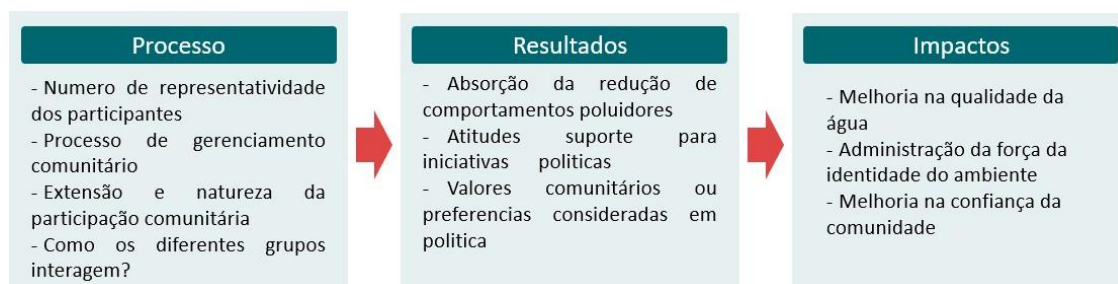 Processo
- Numero de representatividade
dos participantes
- Processo de gerenciamento
comunitário
- Extensão e natureza da
participação comunitária
- Como os diferentes grupos
interagem?
Resultados
- Absorção da redução de
comportamentos poluidores
- Atitudes suporte para
iniciativas politicas
- Valores comunitários ou
preferencias consideradas em
politica
Impactos
- Melhoria na qualidade da
água
- Administração da força da
identidade do ambiente
- Melhoria na confiança da
comunidade